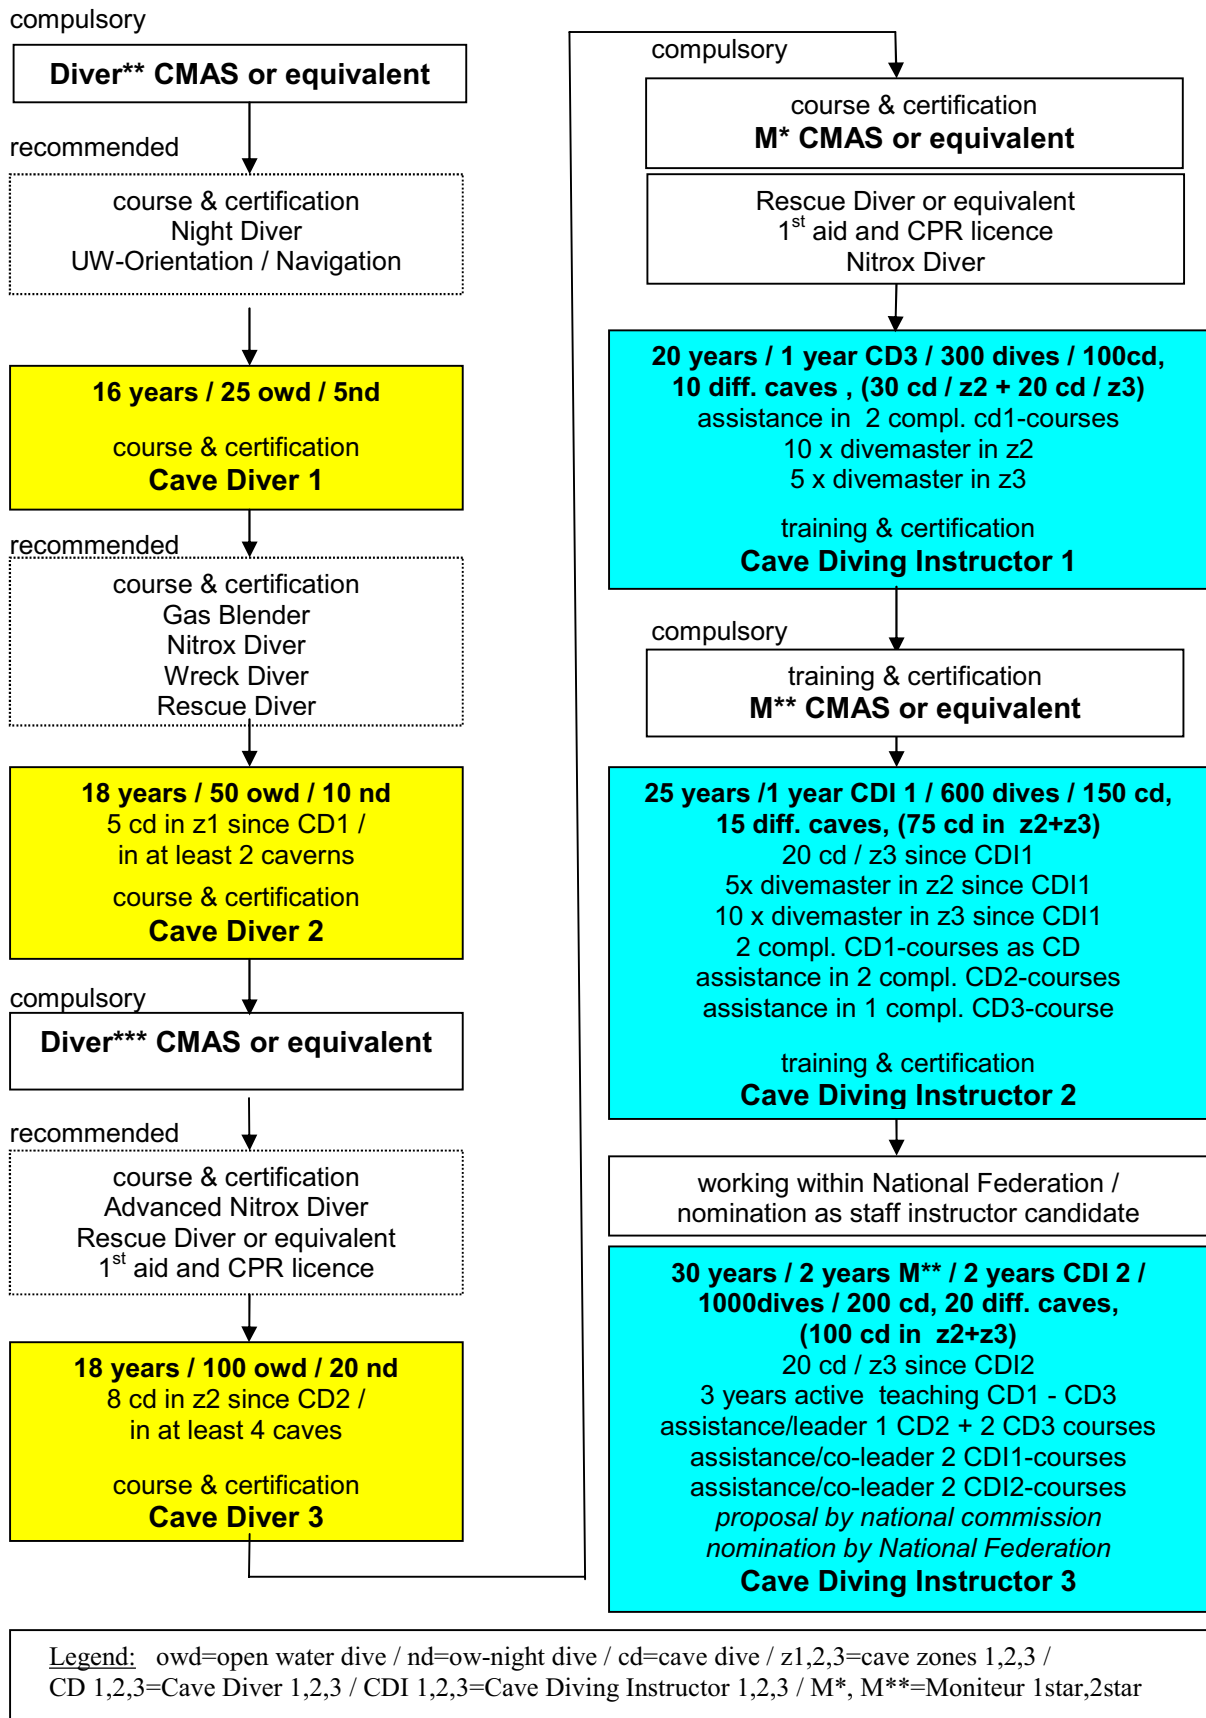 compulsory
Diver** CMAS or equivalent
recommended
course & certification
Night Diver
UW-Orientation / Navigation
16 years / 25 owd / 5nd
course & certification
Cave Diver 1
recommended
course & certification
Gas Blender
Nitrox Diver
Wreck Diver
Rescue Diver
18 years / 50 owd / 10 nd
5 cd in z1 since CD1 /
in at least 2 caverns
course & certification
Cave Diver 2
compulsory
Diver*** CMAS or equivalent
recommended
course & certification
Advanced Nitrox Diver
Rescue Diver or equivalent
1st aid and CPR licence
18 years / 100 owd / 20 nd
8 cd in z2 since CD2 /
in at least 4 caves
course & certification
Cave Diver 3
compulsory
course & certification
M* CMAS or equivalent
Rescue Diver or equivalent
1st aid and CPR licence
Nitrox Diver
20 years / 1 year CD3 / 300 dives / 100cd,
10 diff. caves , (30 cd / z2 + 20 cd / z3)
assistance in  2 compl. cd1-courses
10 x divemaster in z2
5 x divemaster in z3
training & certification
Cave Diving Instructor 1
compulsory
training & certification
M** CMAS or equivalent
25 years /1 year CDI 1 / 600 dives / 150 cd,
15 diff. caves, (75 cd in  z2+z3)
20 cd / z3 since CDI1
5x divemaster in z2 since CDI1
10 x divemaster in z3 since CDI1
2 compl. CD1-courses as CD
assistance in 2 compl. CD2-courses
assistance in 1 compl. CD3-course
training & certification
Cave Diving Instructor 2
working within National Federation /
nomination as staff instructor candidate
30 years / 2 years M** / 2 years CDI 2 /
1000dives / 200 cd, 20 diff. caves,
(100 cd in  z2+z3)
20 cd / z3 since CDI2
3 years active  teaching CD1 - CD3
assistance/leader 1 CD2 + 2 CD3 courses
assistance/co-leader 2 CDI1-courses
assistance/co-leader 2 CDI2-courses
proposal by national commission
nomination by National Federation
Cave Diving Instructor 3
Legend:   owd=open water dive / nd=ow-night dive / cd=cave dive / z1,2,3=cave zones 1,2,3 /
CD 1,2,3=Cave Diver 1,2,3 / CDI 1,2,3=Cave Diving Instructor 1,2,3 / M*, M**=Moniteur 1star,2star